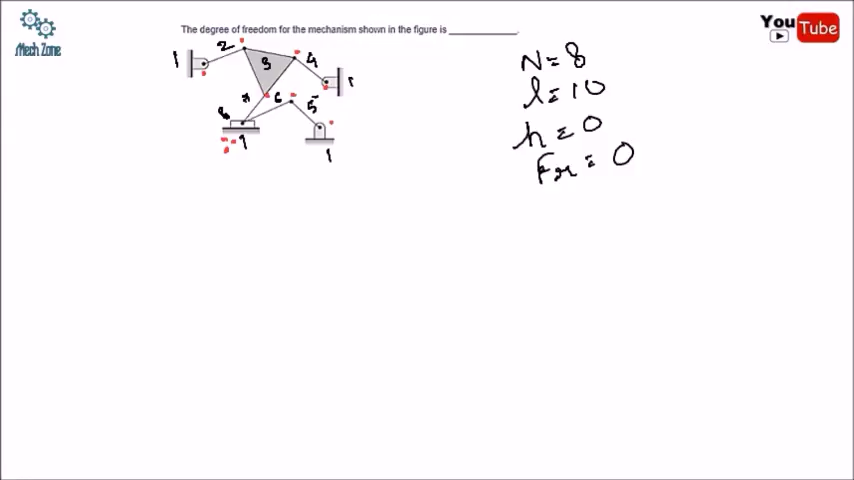 Mech Zone
The degree of freedom for the mechanism shown in the figure is ____________.
You Tube
1
2
3
4
1
5
6
8
1
1
N = 8
l = 10
h = 0
Fr = 0